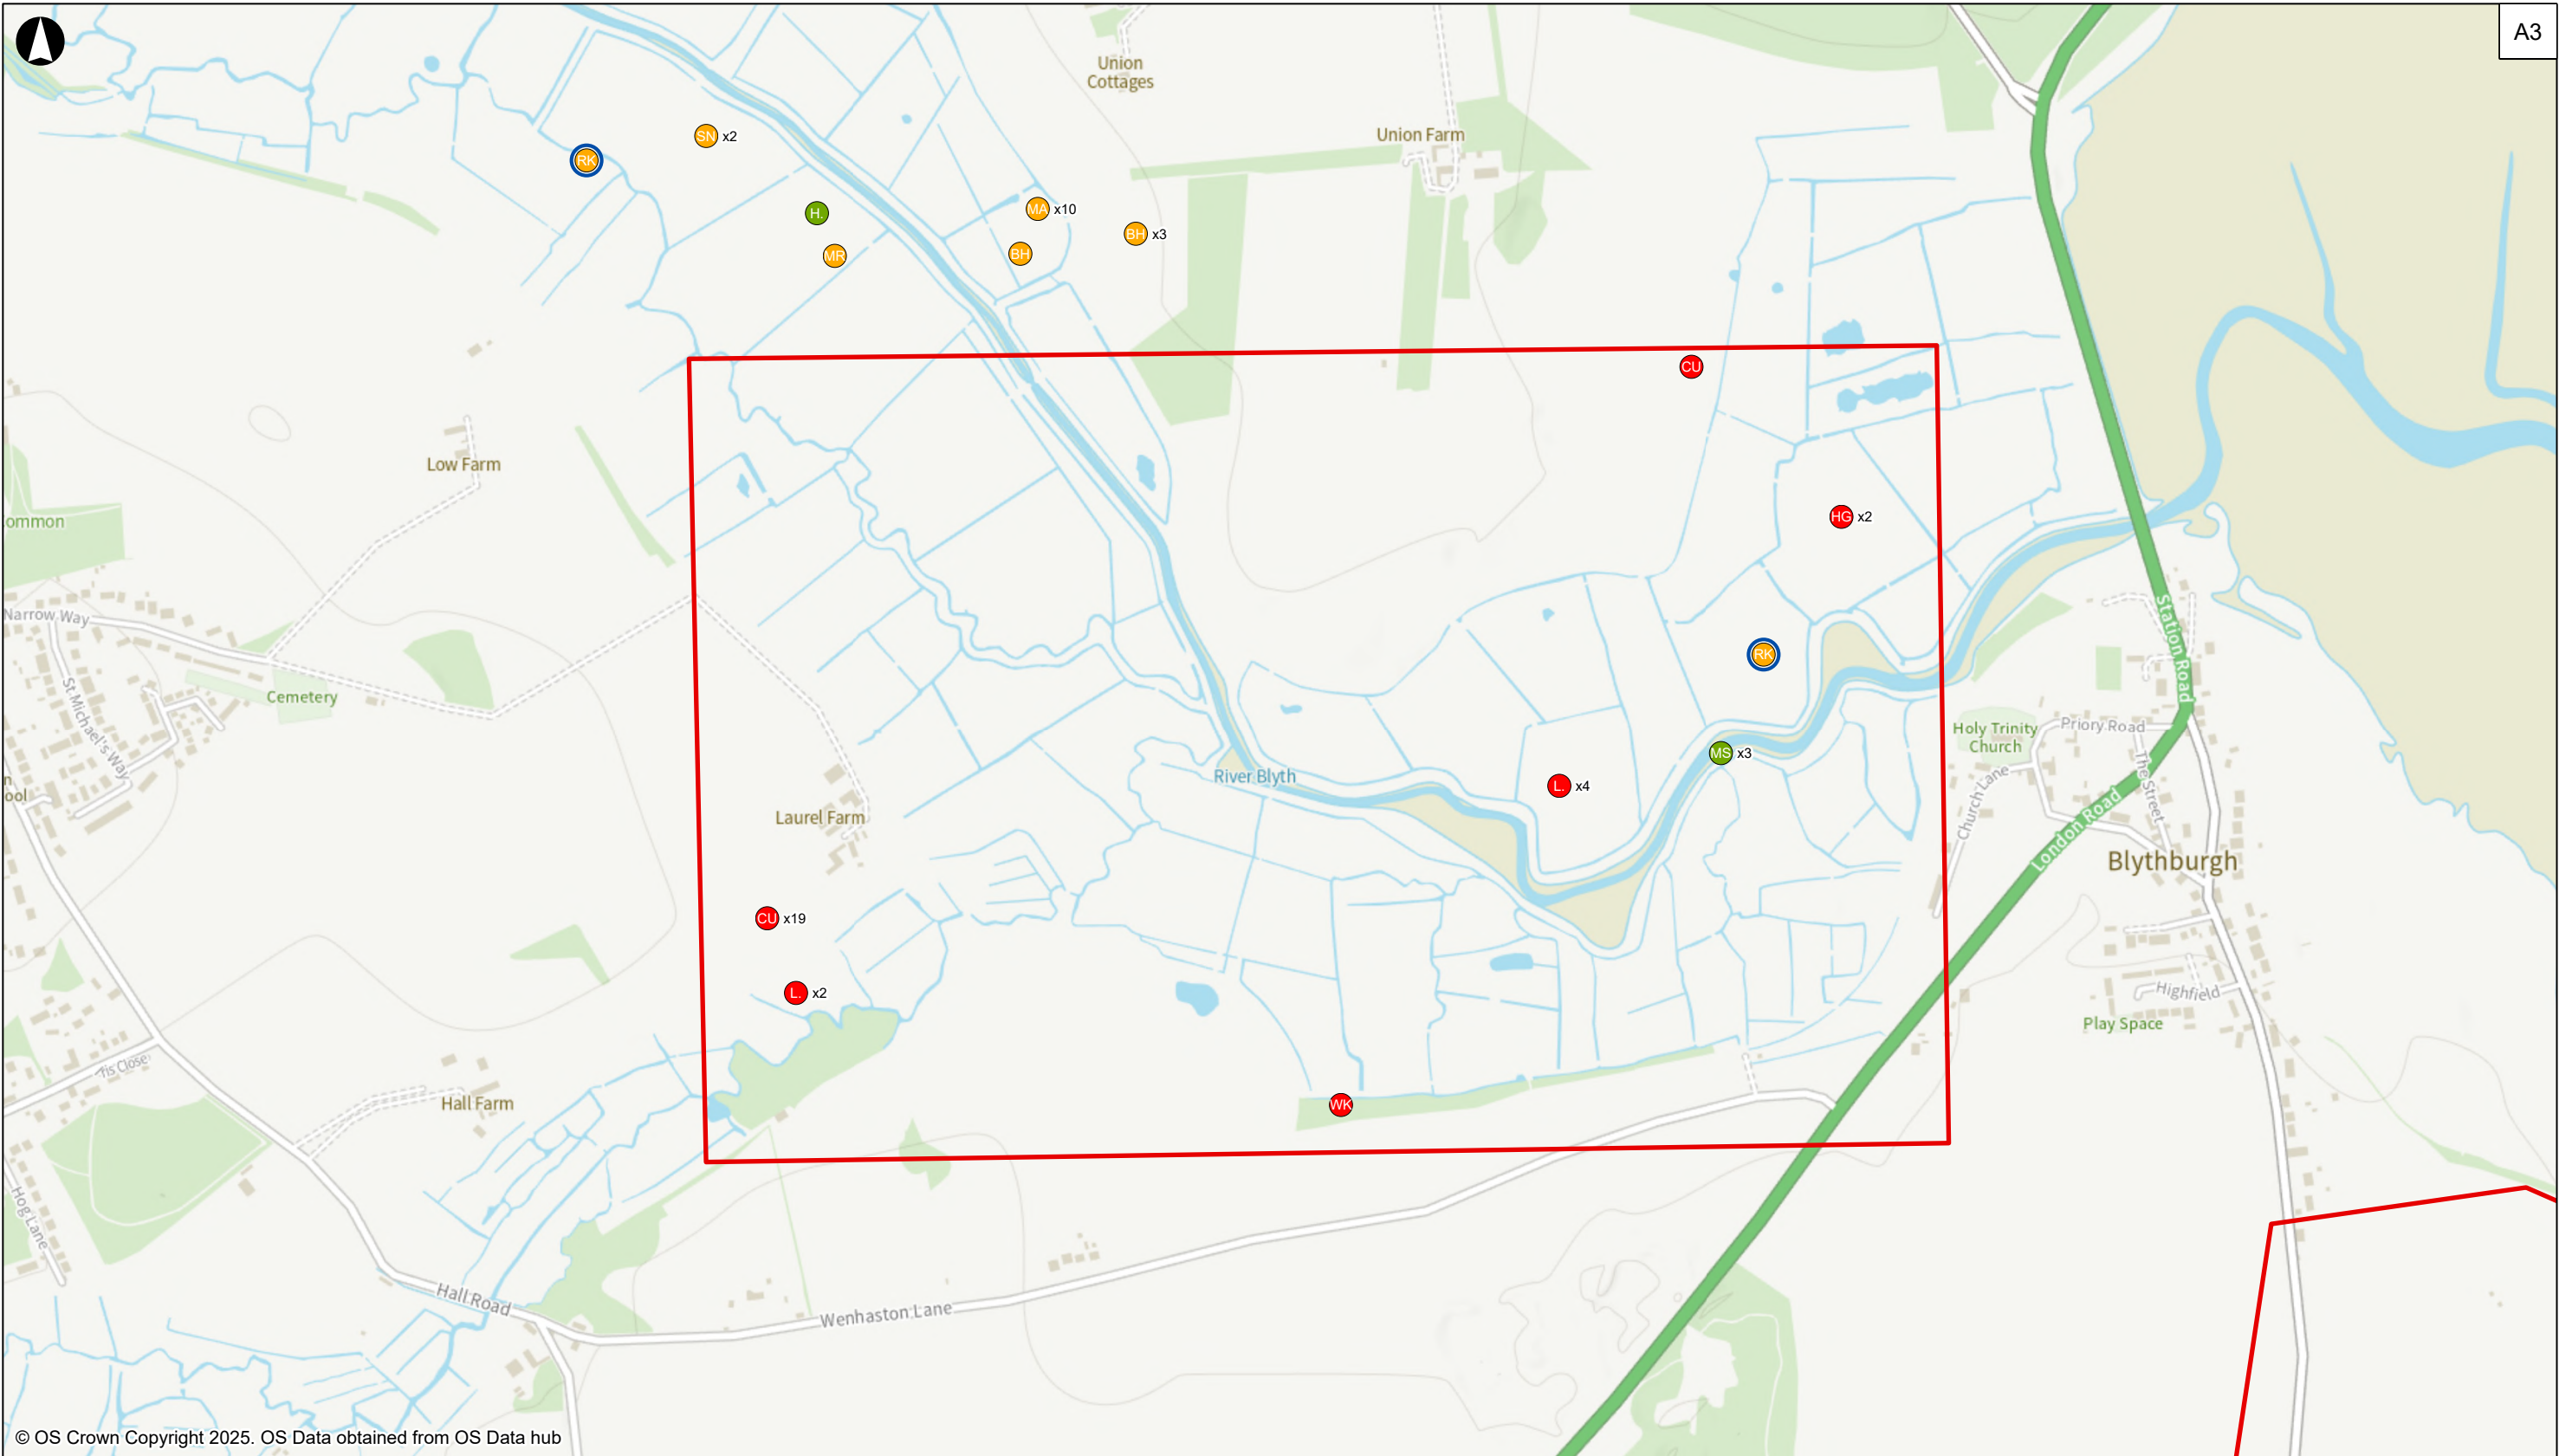 A3
Union
Cottages
Union Farm
SN x2
RK
H.
MA x10
BH x3
MR
BH
CU
Low Farm
HG x2
ommon
Narrow Way
Station Road
RK
St Michael's Way
Cemetery
Holy Trinity
Church
Priory Road
MS x3
River Blyth
L. x4
The Street
n
ool
Church Lane
Laurel Farm
London Road
Blythburgh
CU x19
L. x2
Highfield
Play Space
tis Close
Hall Farm
WK
Hog Lane
Hall Road
Wenhaston Lane
© OS Crown Copyright 2025. OS Data obtained from OS Data hub